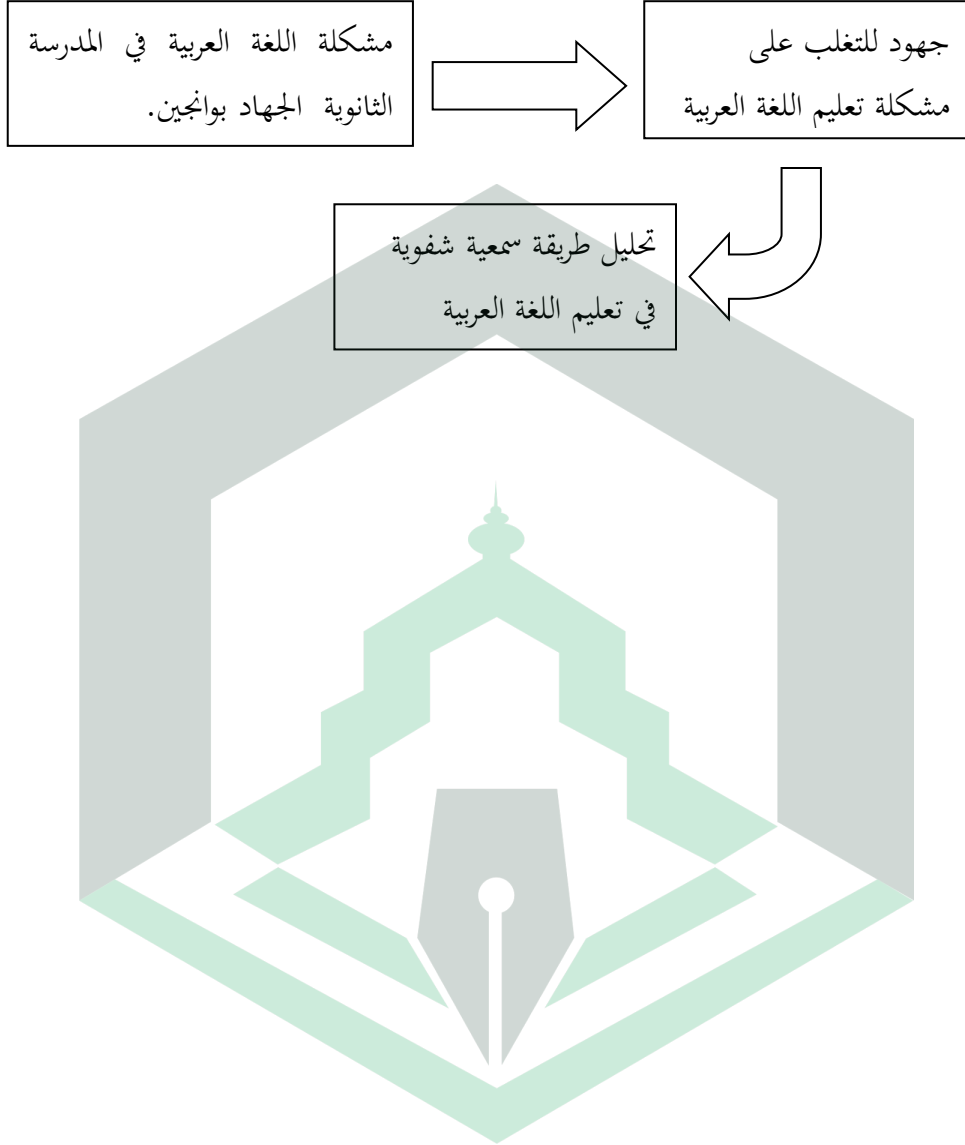 مشكلة اللغة العربية في المدرسة
الثانوية الجهاد بوانجين.
جهود للتغلب على
مشكلة تعليم اللغة العربية
تحليل طريقة سمعية شفوية
في تعليم اللغة العربية